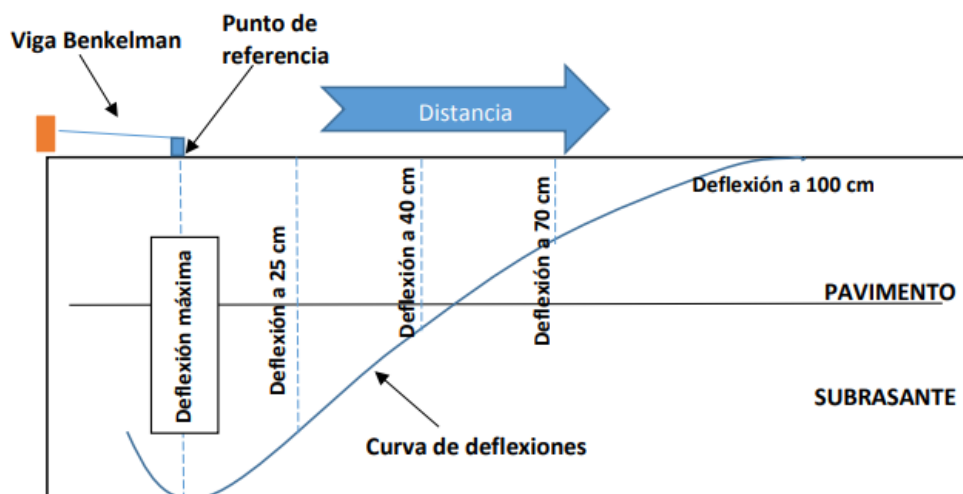 Viga Benkelman
Punto de
referencia
Distancia
Deflexión máxima
Deflexión a 25 cm
Deflexión a 40 cm
Deflexión a 70 cm
Deflexión a 100 cm
PAVIMENTO
SUBRASANTE
Curva de deflexiones